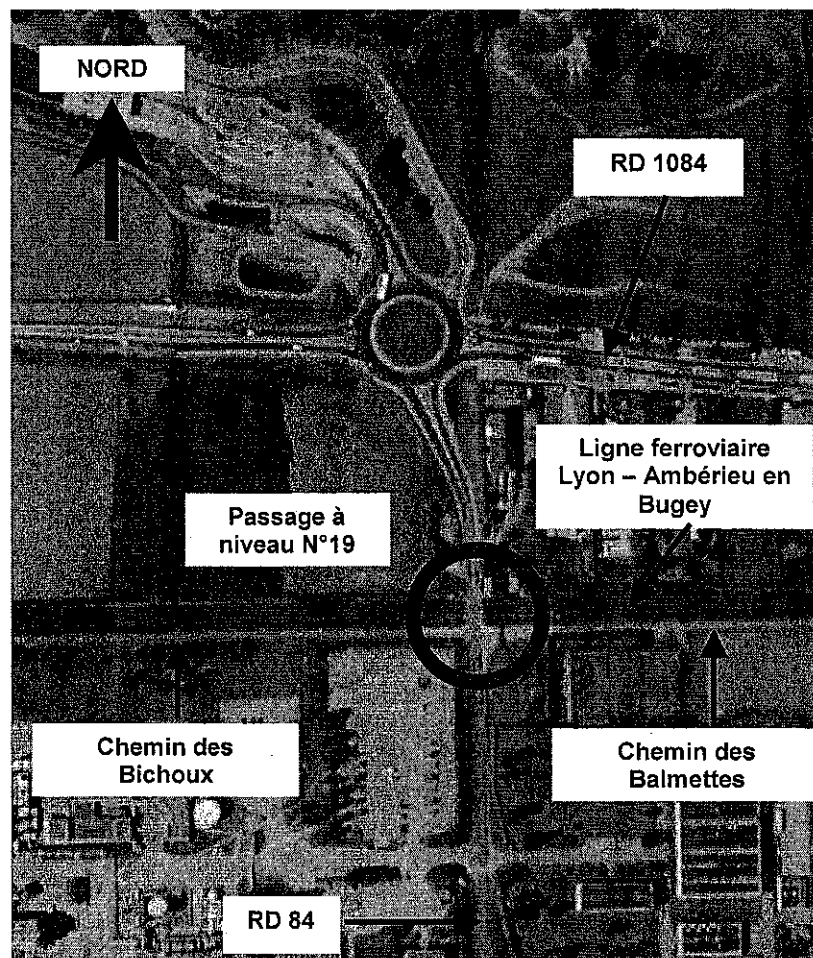 NORD
RD 1084
Ligne ferroviaire
Lyon – Ambérieu en
Bugey
Passage à
niveau N°19
Chemin des
Bichoux
Chemin des
Balmettes
RD 84